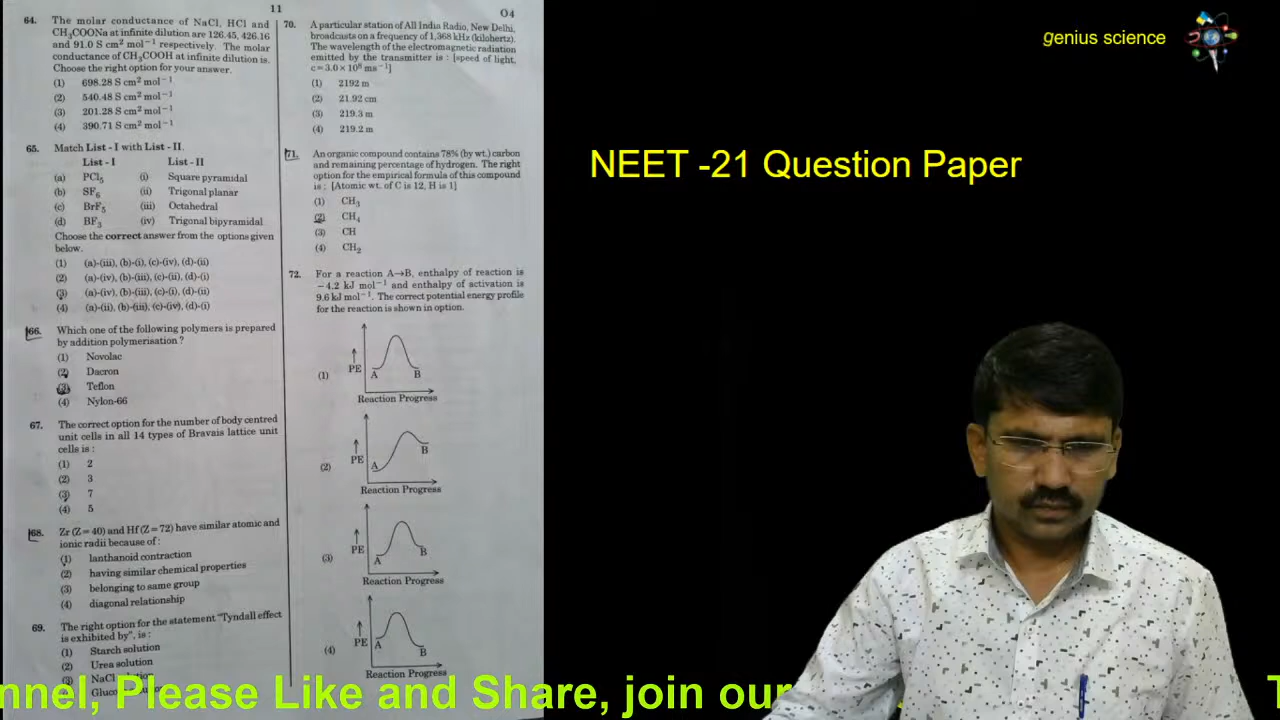 11
O4
64. The molar conductance of NaCl, HCl and
CH₃COONa at infinite dilution are 126.45, 426.16
and 91.0 S cm² mol⁻¹ respectively. The molar
conductance of CH₃COOH at infinite dilution is.
Choose the right option for your answer.
(1) 698.28 S cm² mol⁻¹
(2) 540.48 S cm² mol⁻¹
(3) 201.28 S cm² mol⁻¹
(4) 390.71 S cm² mol⁻¹
65. Match List - I with List - II.
List - I List - II
(a) PCl₅ (i) Square pyramidal
(b) SF₆ (ii) Trigonal planar
(c) BrF₅ (iii) Octahedral
(d) BF₃ (iv) Trigonal bipyramidal
Choose the correct answer from the options given
below.
(1) (a)-(iii), (b)-(i), (c)-(iv), (d)-(ii)
(2) (a)-(iv), (b)-(iii), (c)-(ii), (d)-(i)
(3) (a)-(iv), (b)-(iii), (c)-(i), (d)-(ii)
(4) (a)-(ii), (b)-(iii), (c)-(iv), (d)-(i)
66. Which one of the following polymers is prepared
by addition polymerisation ?
(1) Novolac
(2) Dacron
(3) Teflon
(4) Nylon-66
67. The correct option for the number of body centred
unit cells in all 14 types of Bravais lattice unit
cells is :
(1) 2
(2) 3
(3) 7
(4) 5
68. Zr (Z = 40) and Hf (Z = 72) have similar atomic and
ionic radii because of :
(1) lanthanoid contraction
(2) having similar chemical properties
(3) belonging to same group
(4) diagonal relationship
69. The right option for the statement "Tyndall effect
is exhibited by", is :
(1) Starch solution
(2) Urea solution
(3) NaCl
70. A particular station of All India Radio, New Delhi,
broadcasts on a frequency of 1,368 kHz (kilohertz).
The wavelength of the electromagnetic radiation
emitted by the transmitter is : [speed of light,
c = 3.0 × 10⁸ ms⁻¹]
(1) 2192 m
(2) 21.92 cm
(3) 219.3 m
(4) 219.2 m
71. An organic compound contains 78% (by wt.) carbon
and remaining percentage of hydrogen. The right
option for the empirical formula of this compound
is : [Atomic wt. of C is 12, H is 1]
(1) CH₃
(2) CH₄
(3) CH
(4) CH₂
72. For a reaction A→B, enthalpy of reaction is
−4.2 kJ mol⁻¹ and enthalpy of activation is
9.6 kJ mol⁻¹. The correct potential energy profile
for the reaction is shown in option.
(1) PE A B
Reaction Progress
(2) PE A B
Reaction Progress
(3) PE A B
Reaction Progress
(4) PE A B
Reaction Progress
genius science
NEET -21 Question Paper
nnel, Please Like and Share, join our